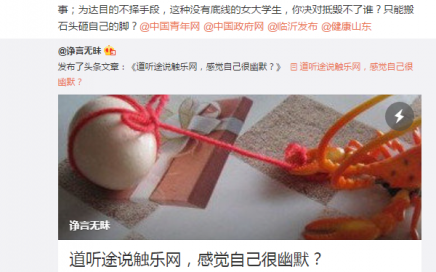 事；为达目的不择手段，这种没有底线的女大学生，你决对抵毁不了谁？只能搬
石头砸自己的脚？@中国青年网 @中国政府网 @临沂发布 @健康山东
@诤言无昧
发布了头条文章：《道听途说触乐网，感觉自己很幽默？》 道听途说触乐网，感觉自己很
幽默？
诤言无昧
道听途说触乐网，感觉自己很幽默？